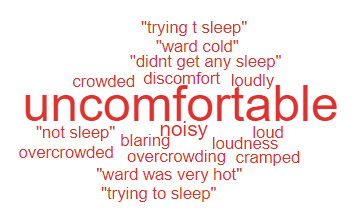 "trying t sleep"
"ward cold"
"didnt get any sleep"
crowded discomfort loudly
uncomfortable
"not sleep" noisy loud
blaring loudness
overcrowded overcrowding cramped
"ward was very hot"
"trying to sleep"